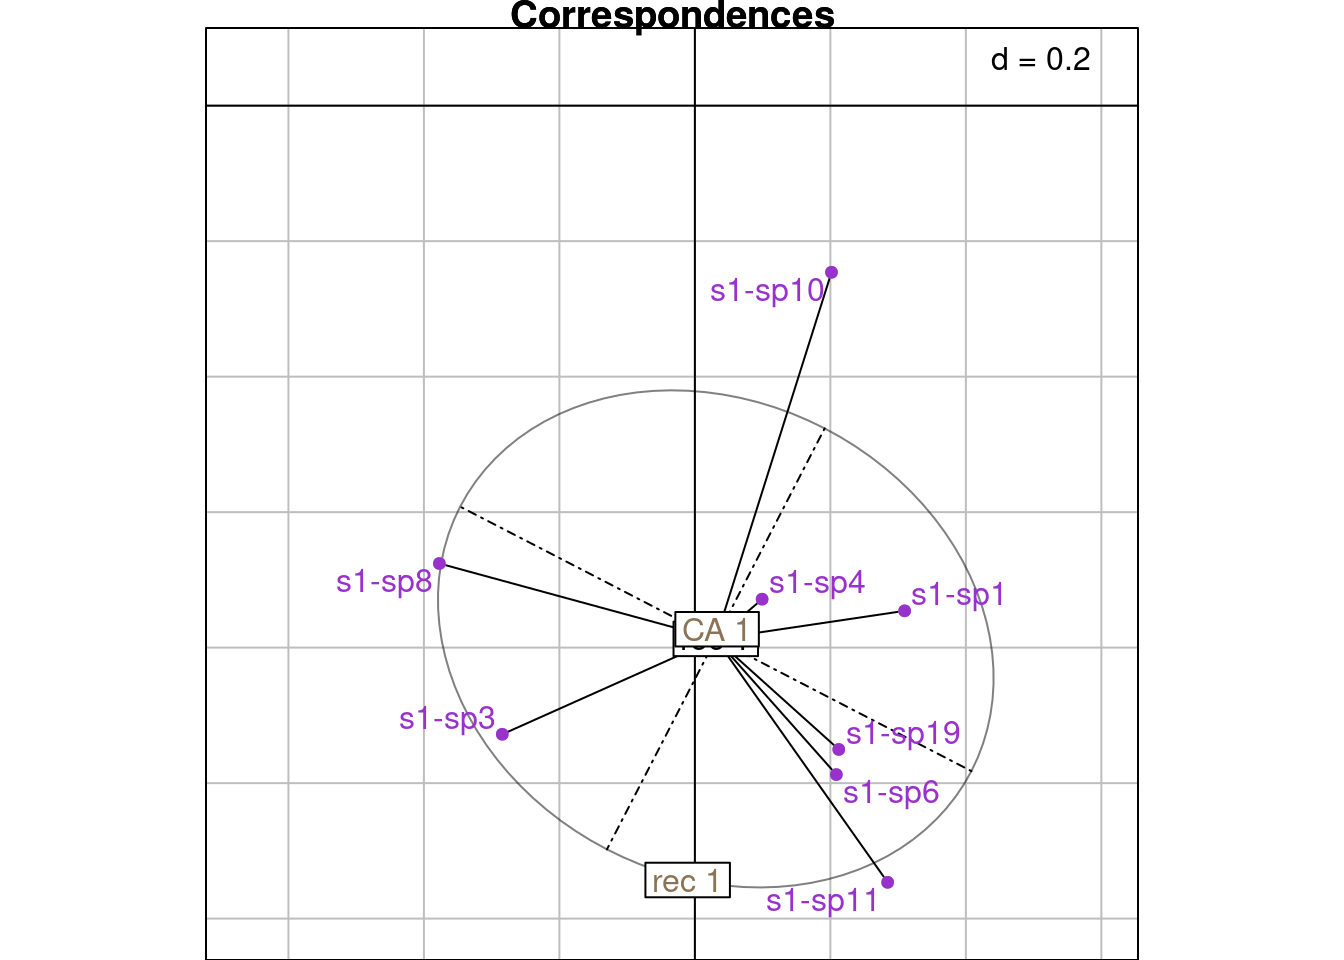 Correspondences
d = 0.2
s1-sp10
s1-sp4
s1-sp1
s1-sp8
CA 1
s1-sp3
s1-sp19
s1-sp6
rec 1
s1-sp11